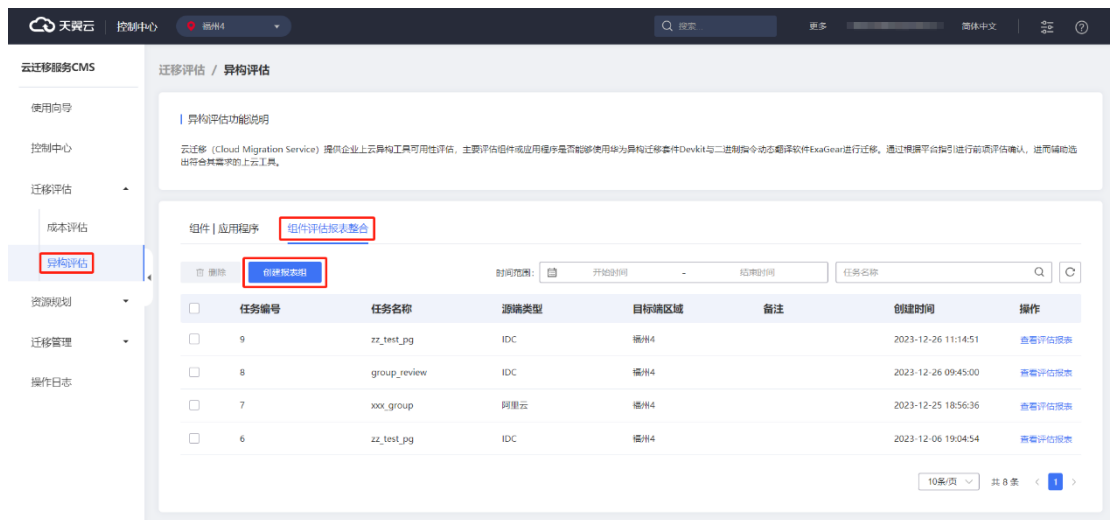 天翼云 控制中心 福州4 搜索... 更多 简体中文
云迁移服务CMS
使用向导
控制中心
迁移评估
成本评估
异构评估
资源规划
迁移管理
操作日志
迁移评估 / 异构评估
异构评估功能说明
云迁移（Cloud Migration Service）提供企业上云异构工具可用性评估，主要评估组件或应用程序是否能够使用华为异构迁移套件Devkit与二进制指令动态翻译软件ExaGear进行迁移。通过根据平台指引进行前项评估确认，进而辅助选
出符合其需求的上云工具。
组件 | 应用程序 组件评估报表整合
删除 创建报表组 时间范围: 开始时间 - 结束时间 任务名称
任务编号 任务名称 源端类型 目标端区域 备注 创建时间 操作
9 zz_test_pg IDC 福州4 2023-12-26 11:14:51 查看评估报表
8 group_review IDC 福州4 2023-12-26 09:45:00 查看评估报表
7 xxx_group 阿里云 福州4 2023-12-25 18:56:36 查看评估报表
6 zz_test_pg IDC 福州4 2023-12-06 19:04:54 查看评估报表
10条/页 共 8 条 1